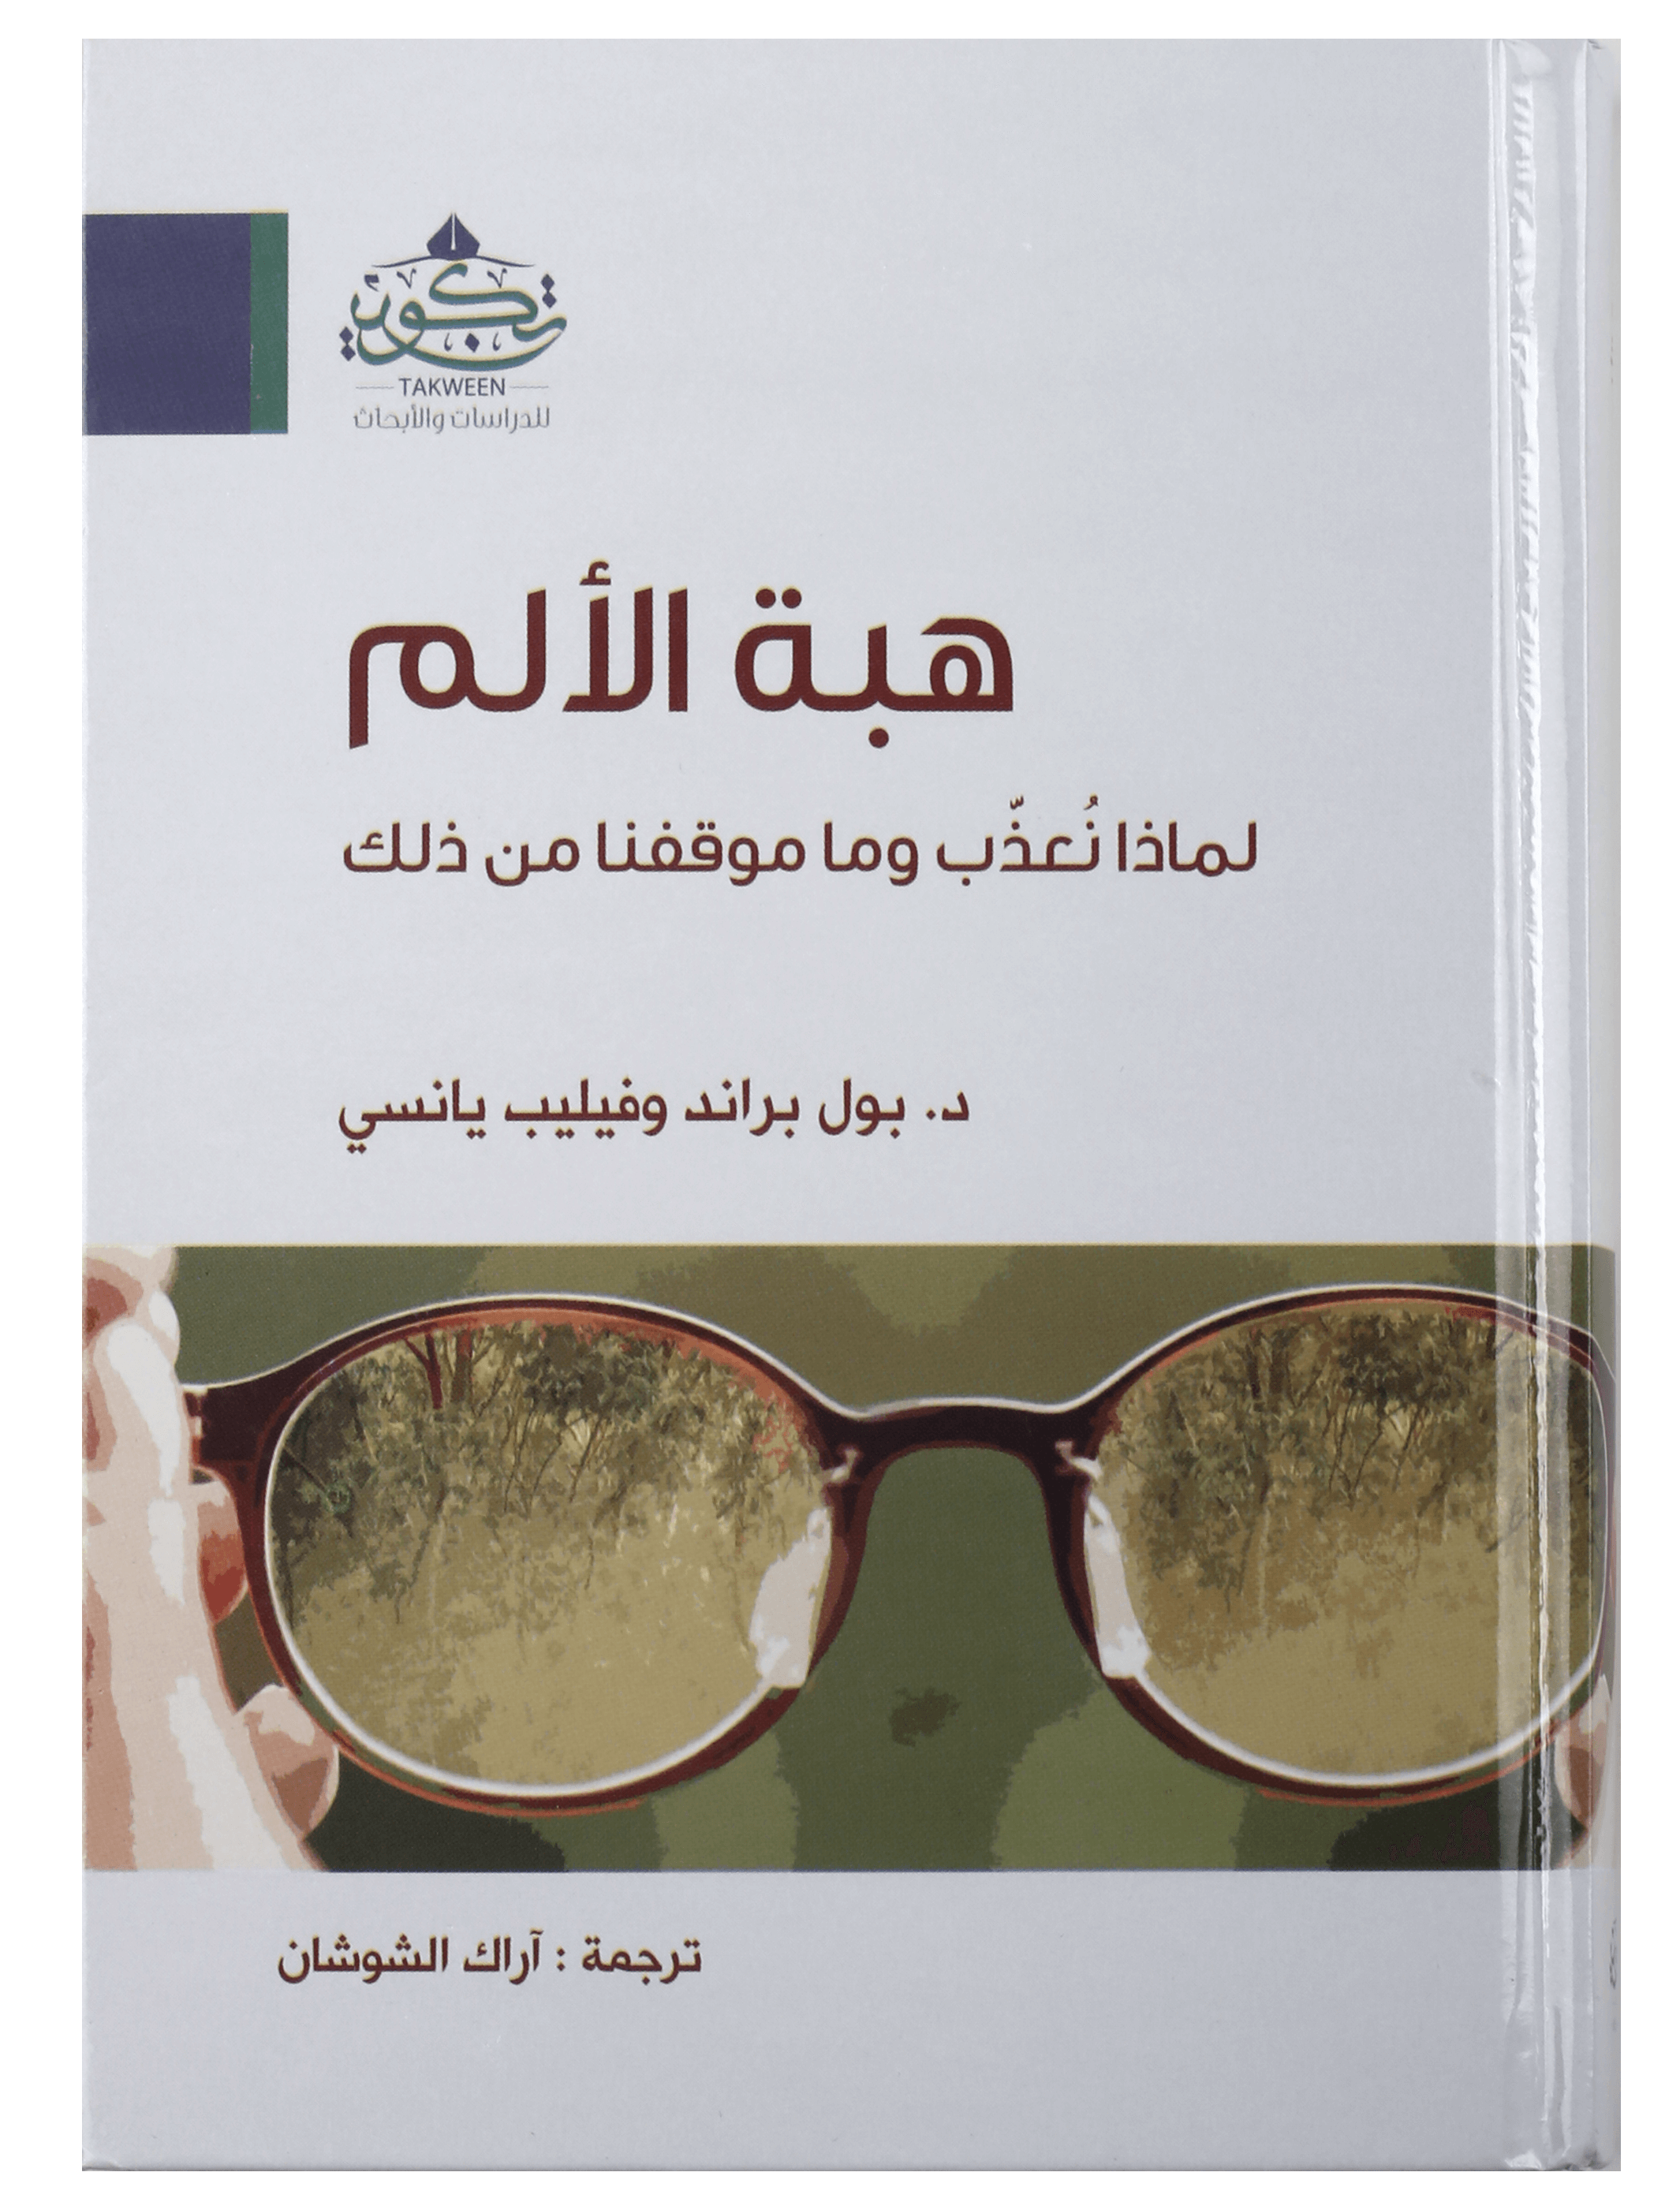 تكوين
TAKWEEN
للدراسات والأبحاث
هبة الألم
لماذا نُعذّب وما موقفنا من ذلك
د. بول براند وفيليب يانسي
ترجمة : آراك الشوشان